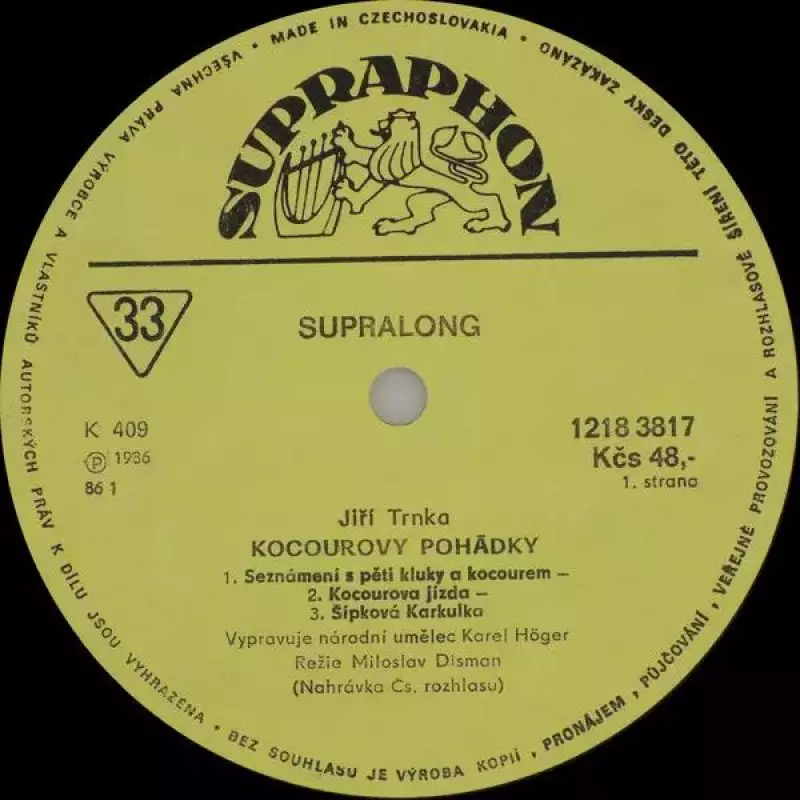 VŠECHNA PRÁVA VÝROBCE A VLASTNÍKŮ AUTORSKÝCH PRÁV K DÍLU JSOU VYHRAZENA • BEZ SOUHLASU JE VÝROBA KOPIÍ, PRONÁJEM, PŮJČOVÁNÍ, VEŘEJNÉ PROVOZOVÁNÍ A ROZHLASOVÉ ŠÍŘENÍ TÉTO DESKY ZAKÁZÁNO • MADE IN CZECHOSLOVAKIA •
SUPRAPHON
33
SUPRALONG
K 409
Ⓟ 1986
86 1
1218 3817
Kčs 48,-
1. strana
Jiří Trnka
KOCOUROVY POHÁDKY
1. Seznámení s pěti kluky a kocourem –
2. Kocourova jízda –
3. Šípková Karkulka
Vypravuje národní umělec Karel Höger
Režie Miloslav Disman
(Nahrávka Čs. rozhlasu)